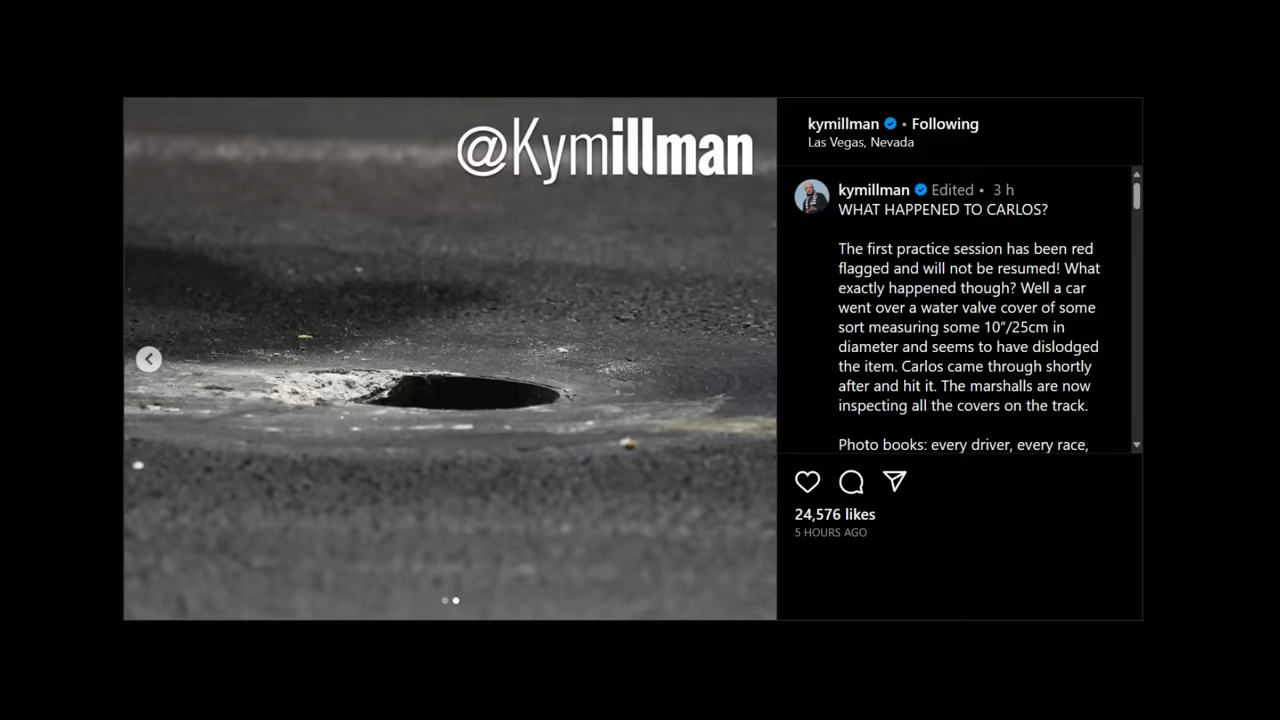 @Kymillman
kymillman • Following
Las Vegas, Nevada
kymillman Edited • 3 h
WHAT HAPPENED TO CARLOS?
The first practice session has been red
flagged and will not be resumed! What
exactly happened though? Well a car
went over a water valve cover of some
sort measuring some 10”/25cm in
diameter and seems to have dislodged
the item. Carlos came through shortly
after and hit it. The marshalls are now
inspecting all the covers on the track.
Photo books: every driver, every race,
24,576 likes
5 HOURS AGO